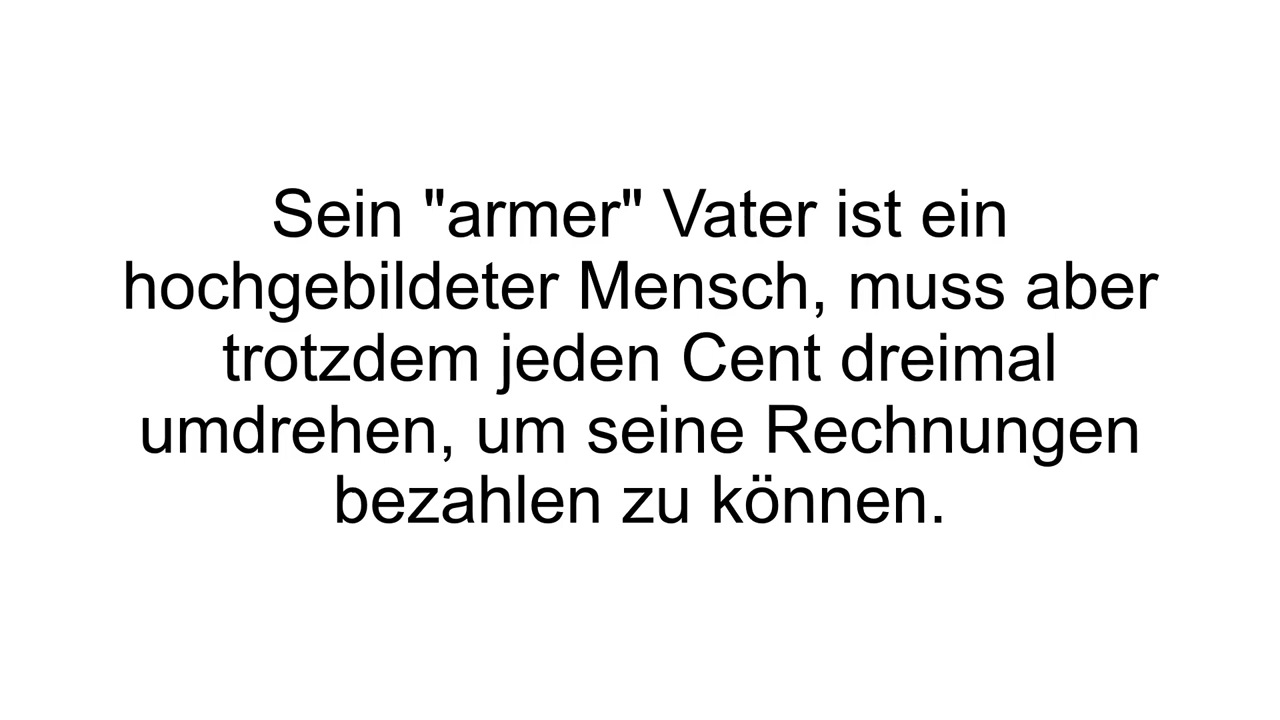 Sein "armer" Vater ist ein
hochgebildeter Mensch, muss aber
trotzdem jeden Cent dreimal
umdrehen, um seine Rechnungen
bezahlen zu können.